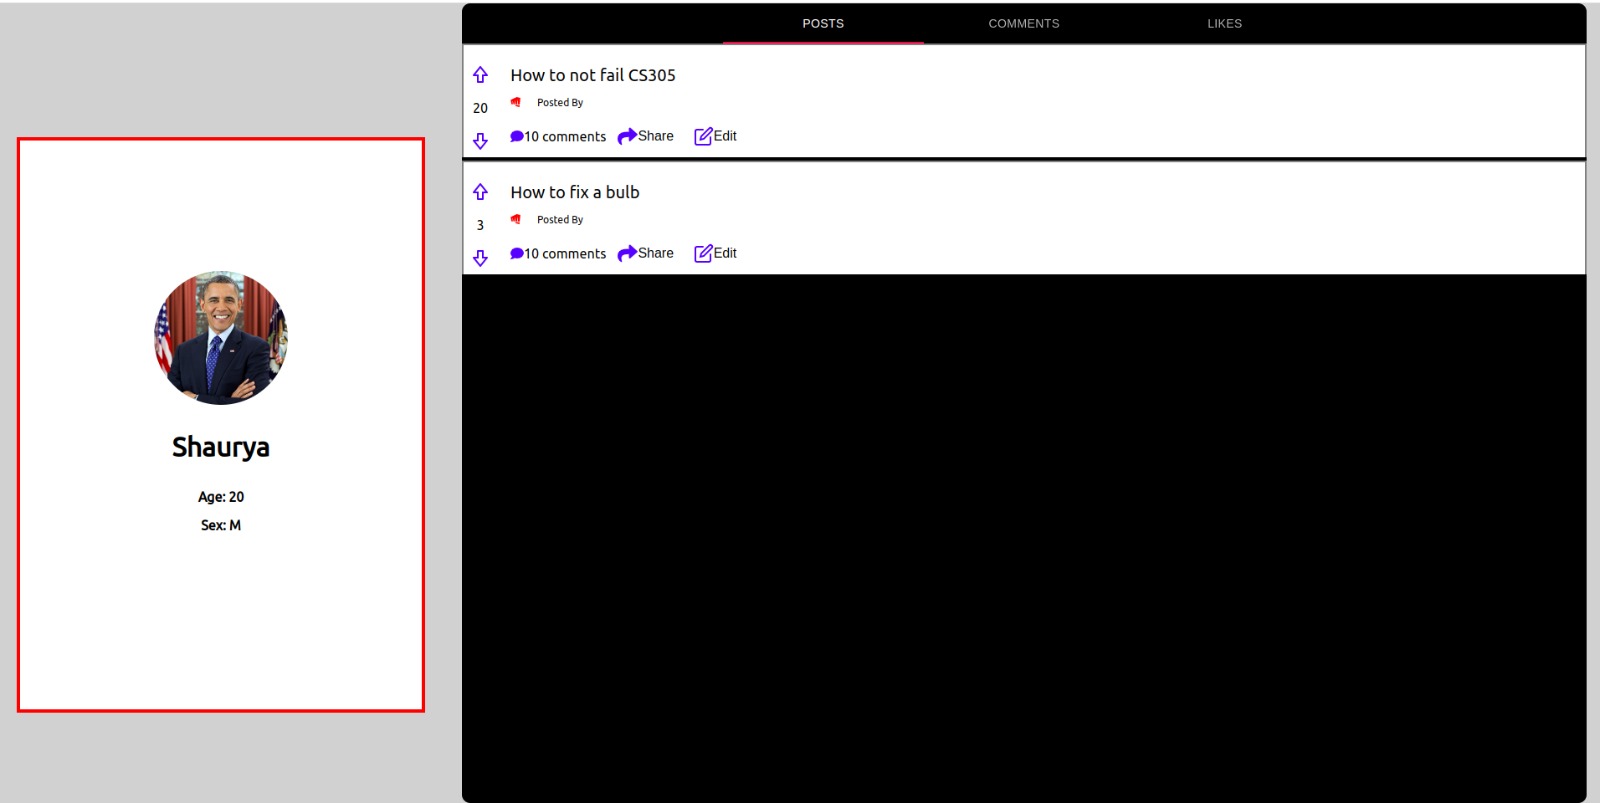 Shaurya
Age: 20
Sex: M
POSTS COMMENTS LIKES
How to not fail CS305
20
Posted By
10 comments Share Edit
How to fix a bulb
3
Posted By
10 comments Share Edit